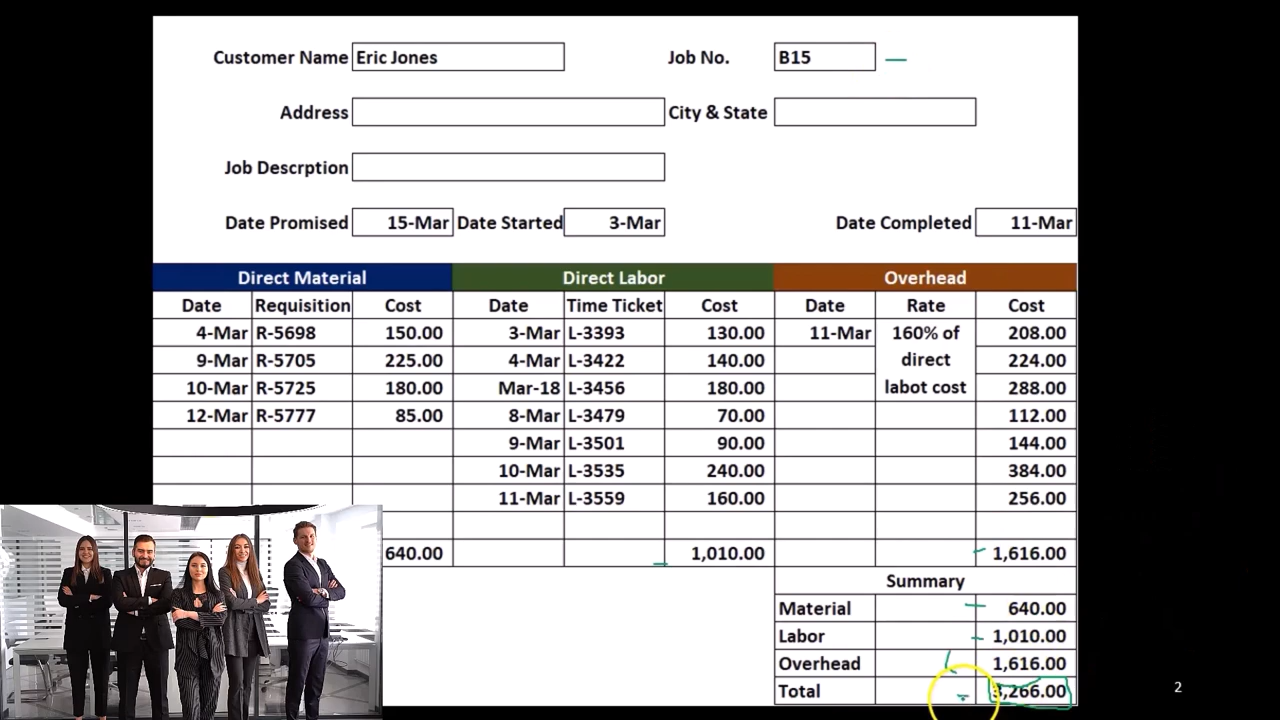 Customer Name Eric Jones Job No. B15
Address City & State
Job Descrption
Date Promised 15-Mar Date Started 3-Mar Date Completed 11-Mar
Direct Material Direct Labor Overhead
Date Requisition Cost Date Time Ticket Cost Date Rate Cost
4-Mar R-5698 150.00 3-Mar L-3393 130.00 11-Mar 160% of 208.00
9-Mar R-5705 225.00 4-Mar L-3422 140.00 direct 224.00
10-Mar R-5725 180.00 Mar-18 L-3456 180.00 labot cost 288.00
12-Mar R-5777 85.00 8-Mar L-3479 70.00 112.00
9-Mar L-3501 90.00 144.00
10-Mar L-3535 240.00 384.00
11-Mar L-3559 160.00 256.00
640.00 1,010.00 1,616.00
Summary
Material 640.00
Labor 1,010.00
Overhead 1,616.00
Total 3,266.00
2